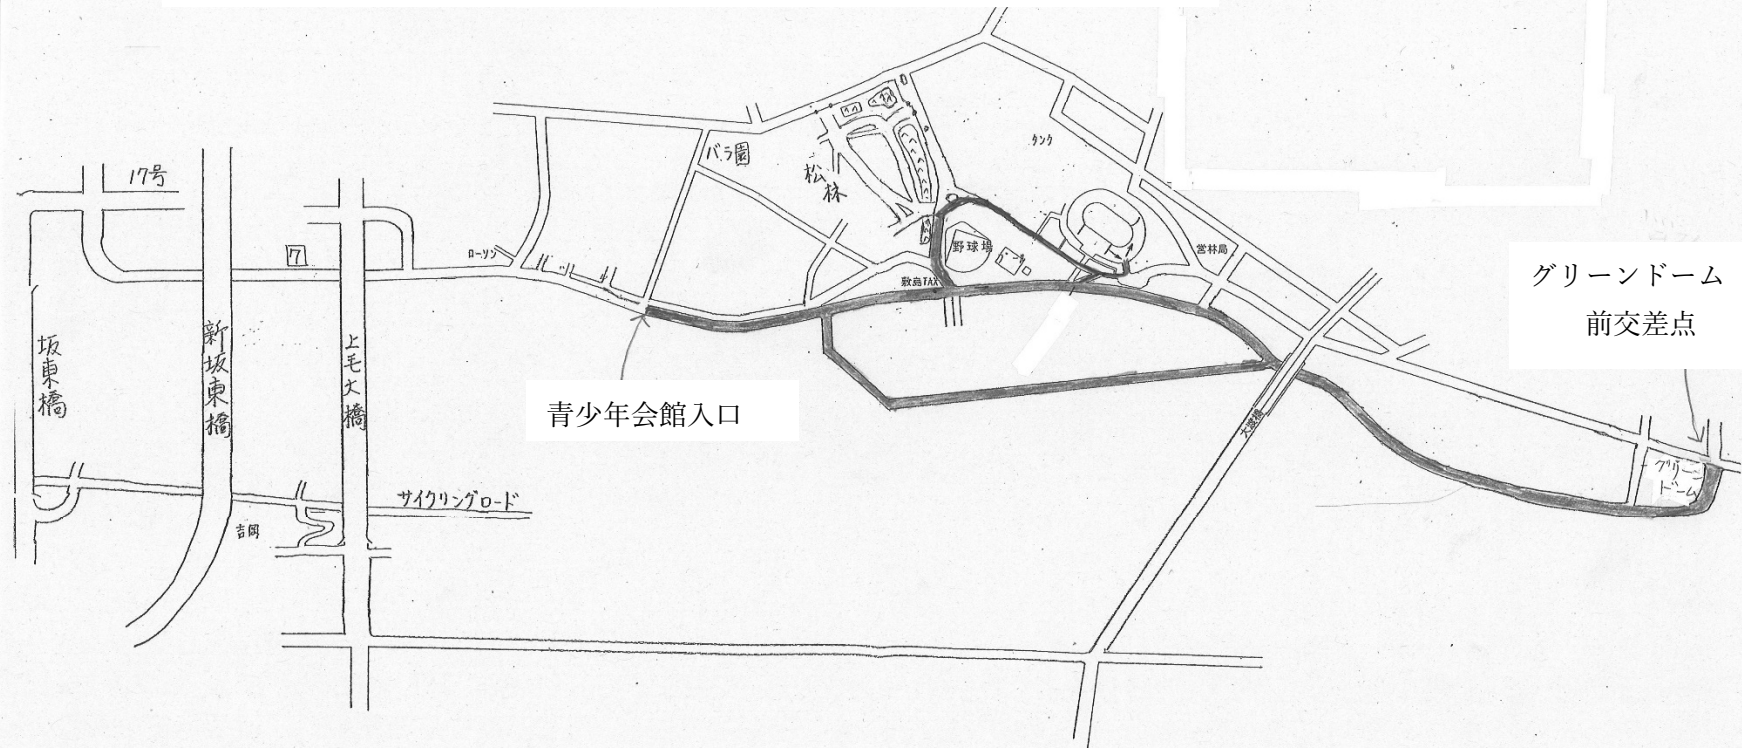 17号
7
坂東橋
新坂東橋
上毛大橋
吉岡
サイクリングロード
ローソン
バラ園
松林
野球場
プール
敷島TAX
タンク
営林局
大渡橋
青少年会館入口
グリーンドーム
前交差点
グリーン
ドーム